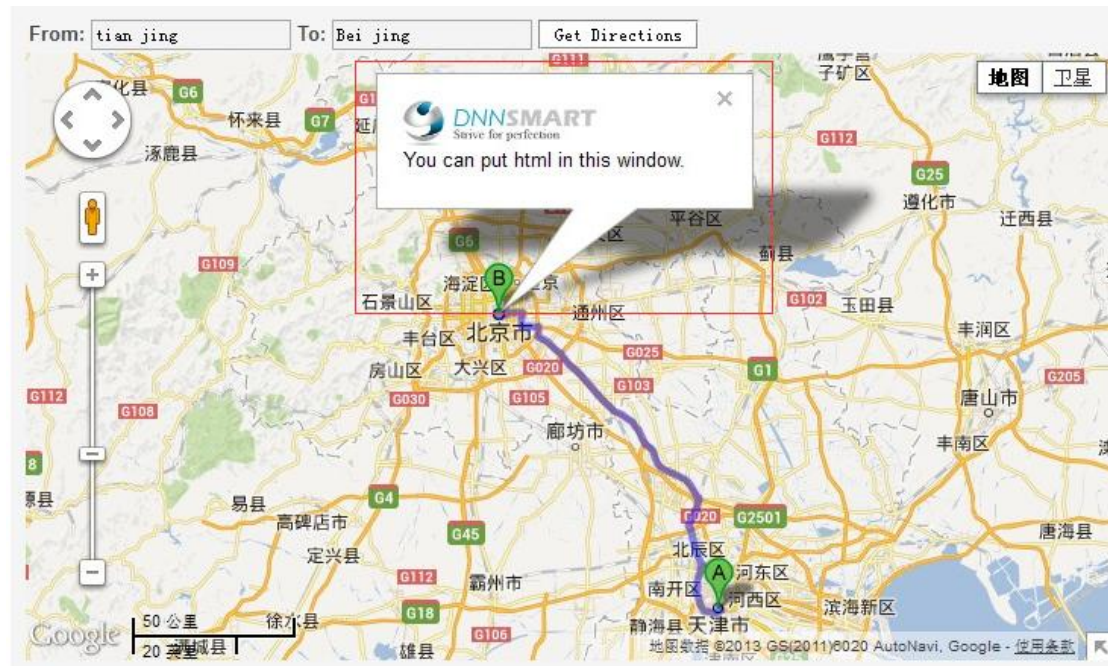 From: tian jing To: Bei jing Get Directions
G111
子矿区
地图 卫星
化县
G6
怀来县
G7
DNNSMART
Strive for perfection
You can put html in this window.
×
G112
涿鹿县
G25
遵化市
迁西县
平谷区
G6
蓟县
G109
海淀区
B
石景山区
通州区
G102
玉田县
丰台区
北京市
丰润区
房山区
大兴区
G020
G025
G1
G205
G112
G108
G030
G105
G103
唐山市
廊坊市
丰南区
易县
G4
高碑店市
G020
G2501
G45
唐海县
定兴县
北辰区
A
河东区
G112
霸州市
南开区
河西区
滨海新区
50 公里
徐水县
G18
静海县
天津市
Google
20 英里
G106
雄县
地图数据 ©2013 GS(2011)6020 AutoNavi, Google - 使用条款